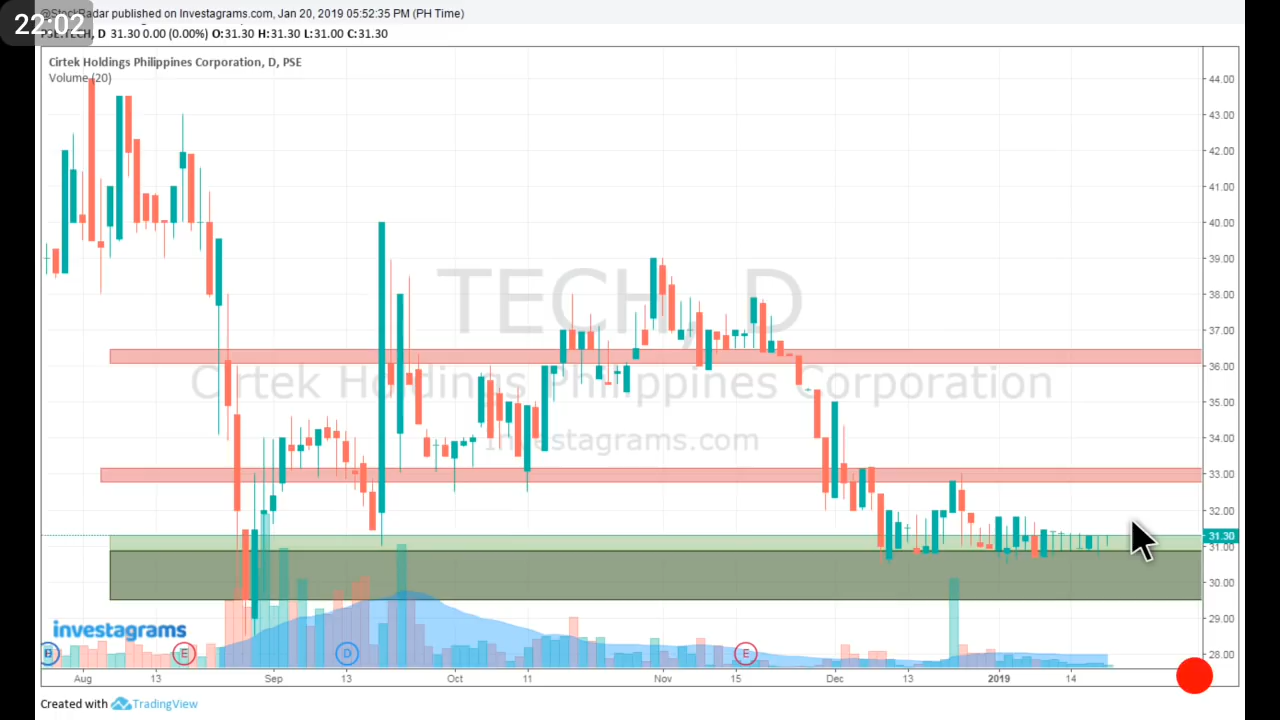 22:02
@StockRadar published on Investagrams.com, Jan 20, 2019 05:52:35 PM (PH Time)
PSE:TECH, D 31.30 0.00 (0.00%) O:31.30 H:31.30 L:31.00 C:31.30
Cirtek Holdings Philippines Corporation, D, PSE
Volume (20)
44.00
43.00
42.00
41.00
40.00
39.00
38.00
37.00
36.00
35.00
34.00
33.00
32.00
31.30
31.00
30.00
29.00
28.00
TECH, D
Cirtek Holdings Philippines Corporation
investagrams.com
investagrams
E
D
E
Aug 13 Sep 13 Oct 11 Nov 15 Dec 13 2019 14
Created with TradingView